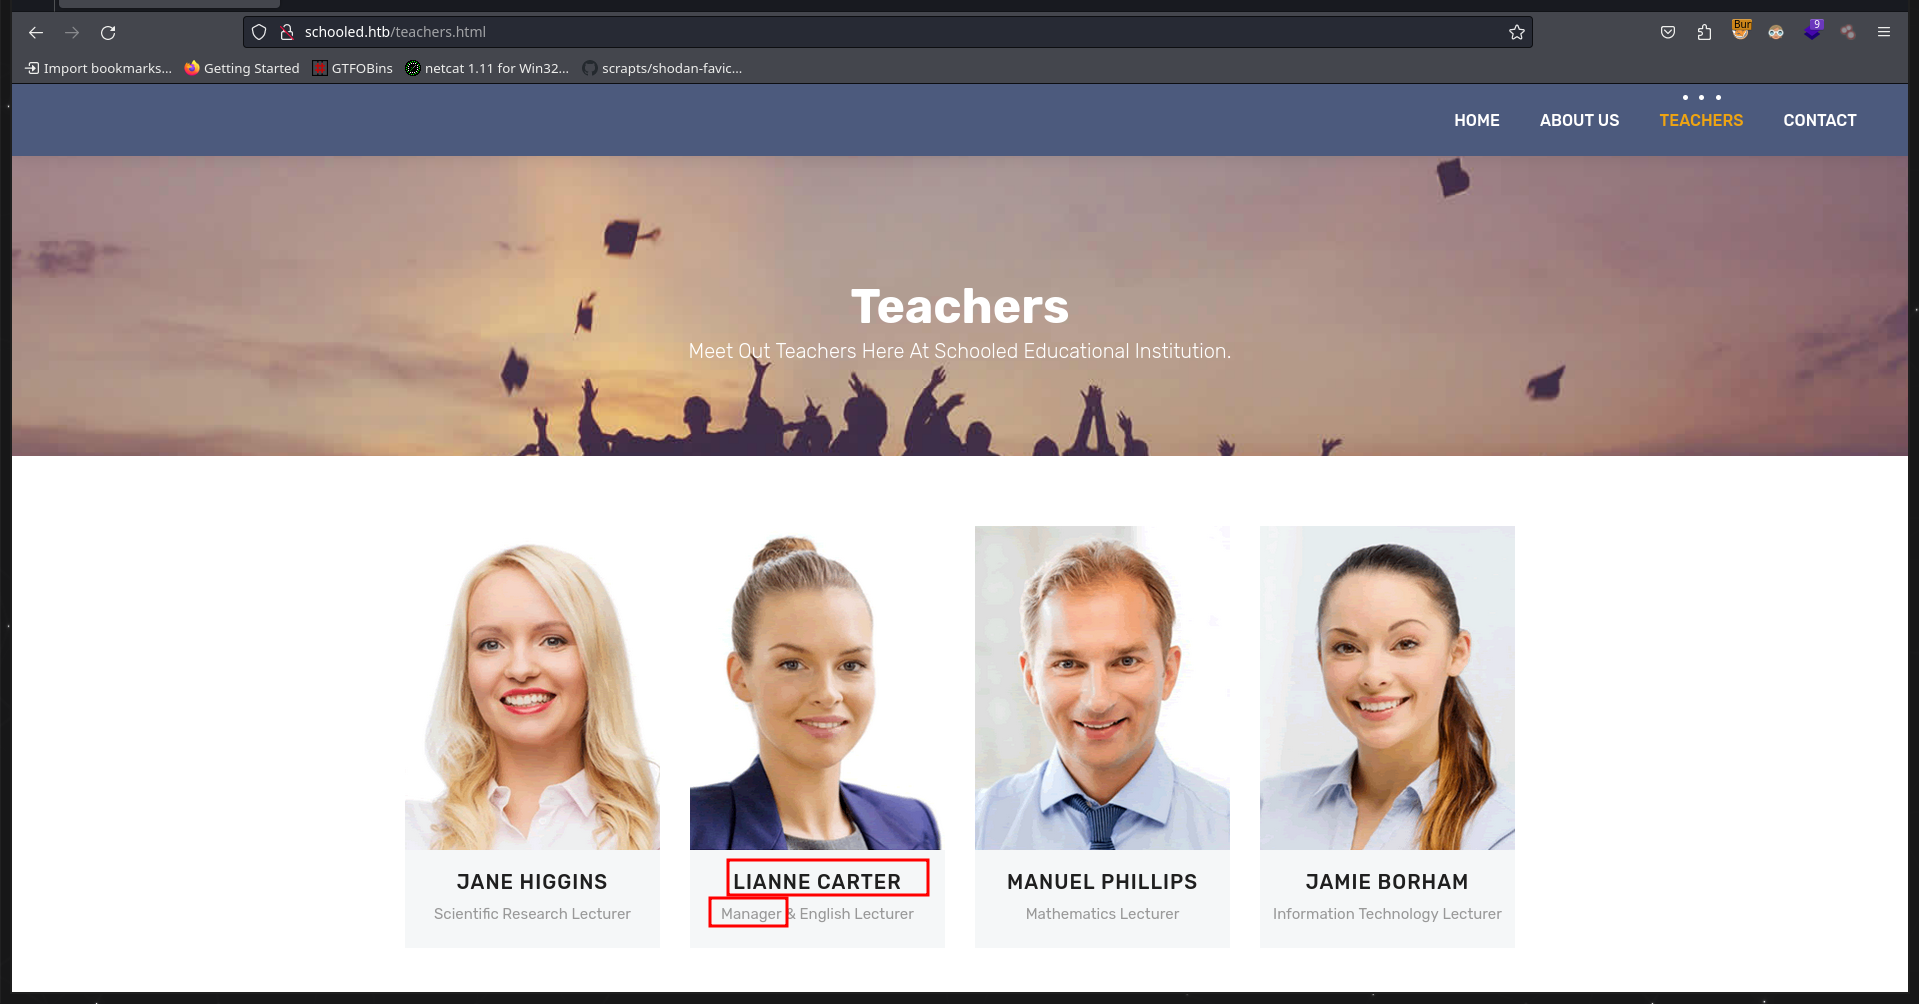 schooled.htb/teachers.html
Bur
9
Import bookmarks...
Getting Started
GTFOBins
netcat 1.11 for Win32...
scrapts/shodan-favic...
HOME
ABOUT US
TEACHERS
CONTACT
Teachers
Meet Out Teachers Here At Schooled Educational Institution.
JANE HIGGINS
Scientific Research Lecturer
LIANNE CARTER
Manager & English Lecturer
MANUEL PHILLIPS
Mathematics Lecturer
JAMIE BORHAM
Information Technology Lecturer